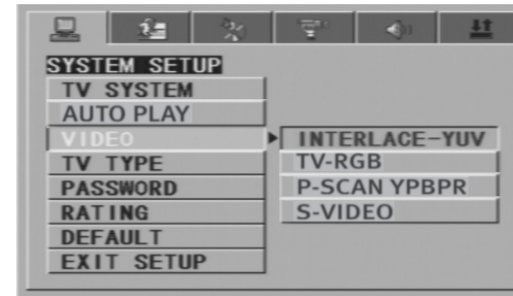 SYSTEM SETUP
TV SYSTEM
AUTO PLAY
VIDEO
TV TYPE
PASSWORD
RATING
DEFAULT
EXIT SETUP
INTERLACE-YUV
TV-RGB
P-SCAN YPBPR
S-VIDEO